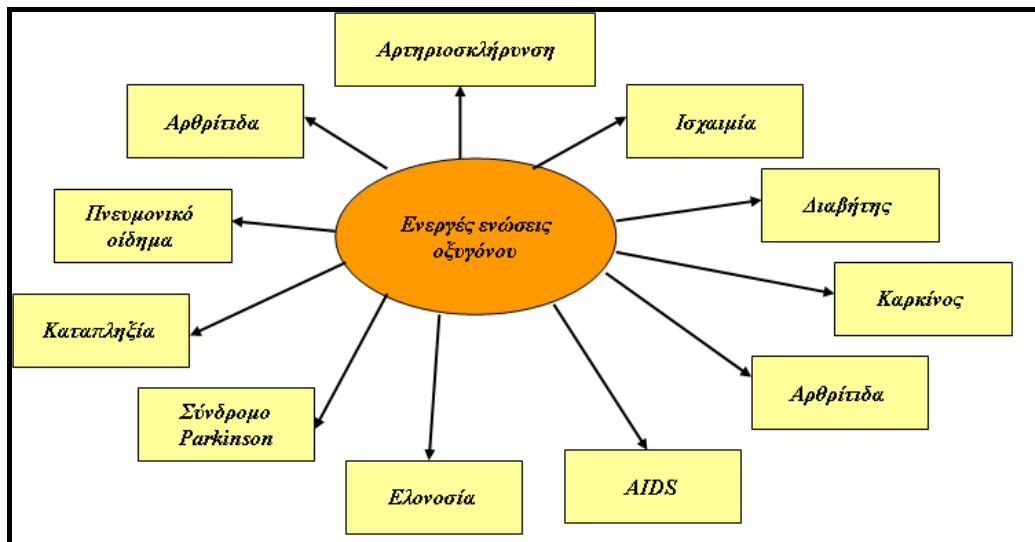 Αρτηριοσκλήρυνση
Αρθρίτιδα
Ισχαιμία
Πνευμονικό
οίδημα
Ενεργές ενώσεις
οξυγόνου
Διαβήτης
Καταπληξία
Καρκίνος
Σύνδρομο
Parkinson
Αρθρίτιδα
Ελονοσία
AIDS